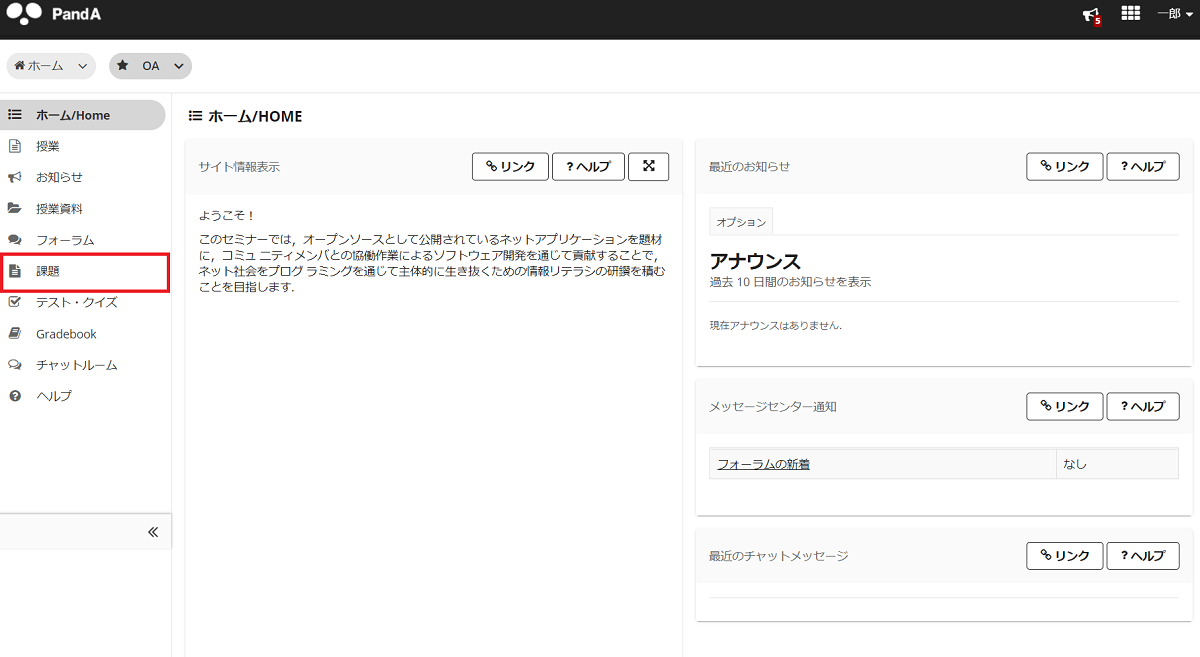 PandA
5
一郎
ホーム
OA
ホーム/Home
授業
お知らせ
授業資料
フォーラム
課題
テスト・クイズ
Gradebook
チャットルーム
ヘルプ
ホーム/HOME
サイト情報表示
リンク
? ヘルプ
ようこそ！
このセミナーでは，オープンソースとして公開されているネットアプリケーションを題材
に，コミュ ニティメンバとの協働作業によるソフトウェア開発を通じて貢献することで，
ネット社会をプログ ラミングを通じて主体的に生き抜くための情報リテラシの研鑽を積む
ことを目指します.
最近のお知らせ
リンク
? ヘルプ
オプション
アナウンス
過去 10 日間のお知らせを表示
現在アナウンスはありません.
メッセージセンター通知
リンク
? ヘルプ
フォーラムの新着
なし
最近のチャットメッセージ
リンク
? ヘルプ